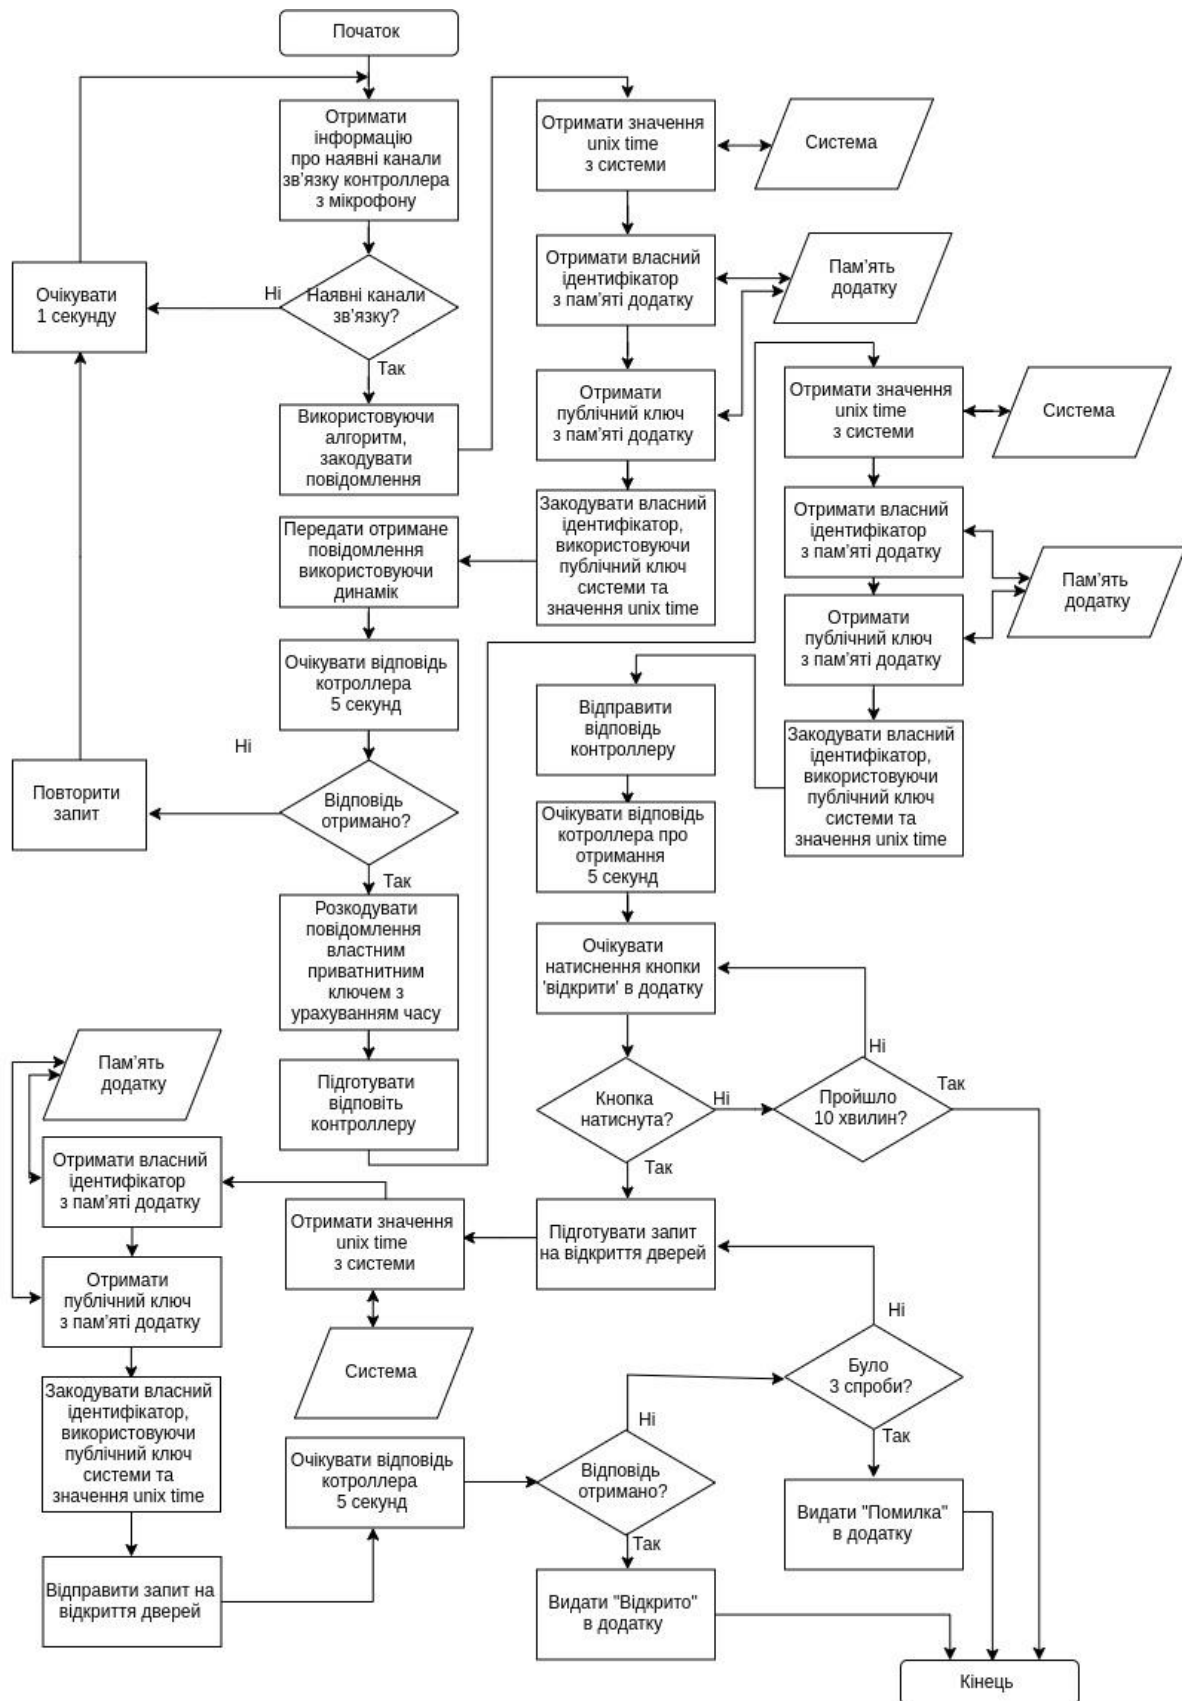 Початок
Отримати
інформацію
про наявні канали
зв'язку контроллера
з мікрофону
Наявні канали
зв'язку?
Ні
Очікувати
1 секунду
Так
Використовуючи
алгоритм,
закодувати
повідомлення
Отримати значення
unix time
з системи
Система
Отримати власний
ідентифікатор
з пам'яті додатку
Пам'ять
додатку
Отримати
публічний ключ
з пам'яті додатку
Закодувати власний
ідентифікатор,
використовуючи
публічний ключ
системи та
значення unix time
Передати отримане
повідомлення
використовуючи
динамік
Очікувати відповідь
котроллера
5 секунд
Ні
Відповідь
отримано?
Повторити
запит
Так
Розкодувати
повідомлення
властним
приватнитним
ключем з
урахуванням часу
Підготувати
відповіть
контроллеру
Отримати значення
unix time
з системи
Система
Отримати власний
ідентифікатор
з пам'яті додатку
Пам'ять
додатку
Отримати
публічний ключ
з пам'яті додатку
Закодувати власний
ідентифікатор,
використовуючи
публічний ключ
системи та
значення unix time
Відправити
відповідь
контроллеру
Очікувати відповідь
котроллера про
отримання
5 секунд
Очікувати
натиснення кнопки
'відкрити' в додатку
Кнопка
натиснута?
Ні
Пройшло
10 хвилин?
Ні
Так
Так
Підготувати запит
на відкриття дверей
Отримати значення
unix time
з системи
Система
Пам'ять
додатку
Отримати власний
ідентифікатор
з пам'яті додатку
Отримати
публічний ключ
з пам'яті додатку
Закодувати власний
ідентифікатор,
використовуючи
публічний ключ
системи та
значення unix time
Відправити запит на
відкриття дверей
Очікувати відповідь
котроллера
5 секунд
Відповідь
отримано?
Ні
Було
3 спроби?
Ні
Так
Видати "Помилка"
в додатку
Так
Видати "Відкрито"
в додатку
Кінець